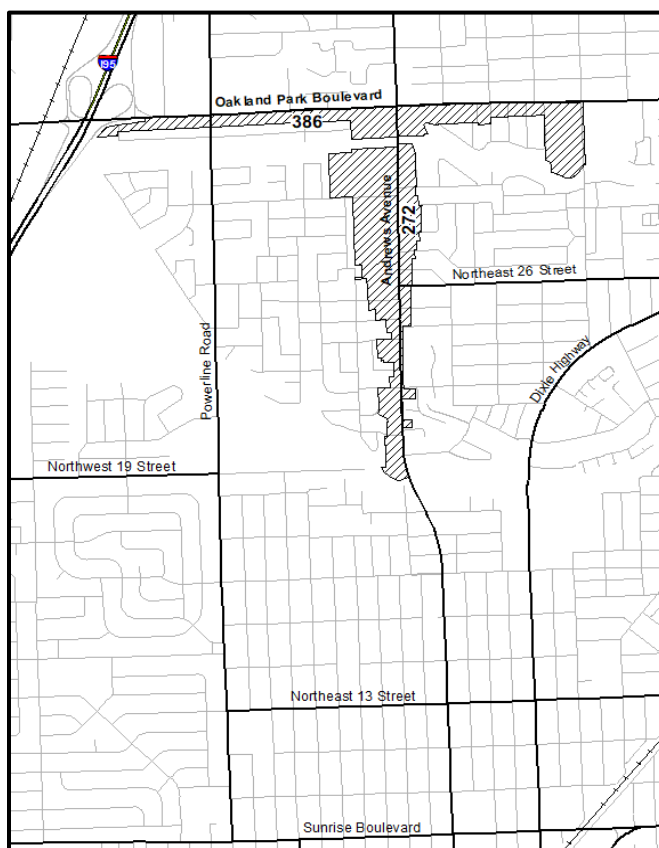 195
Oakland Park Boulevard
386
Andrews Avenue
272
Northeast 26 Street
Powerline Road
Dixie Highway
Northwest 19 Street
Northeast 13 Street
Sunrise Boulevard